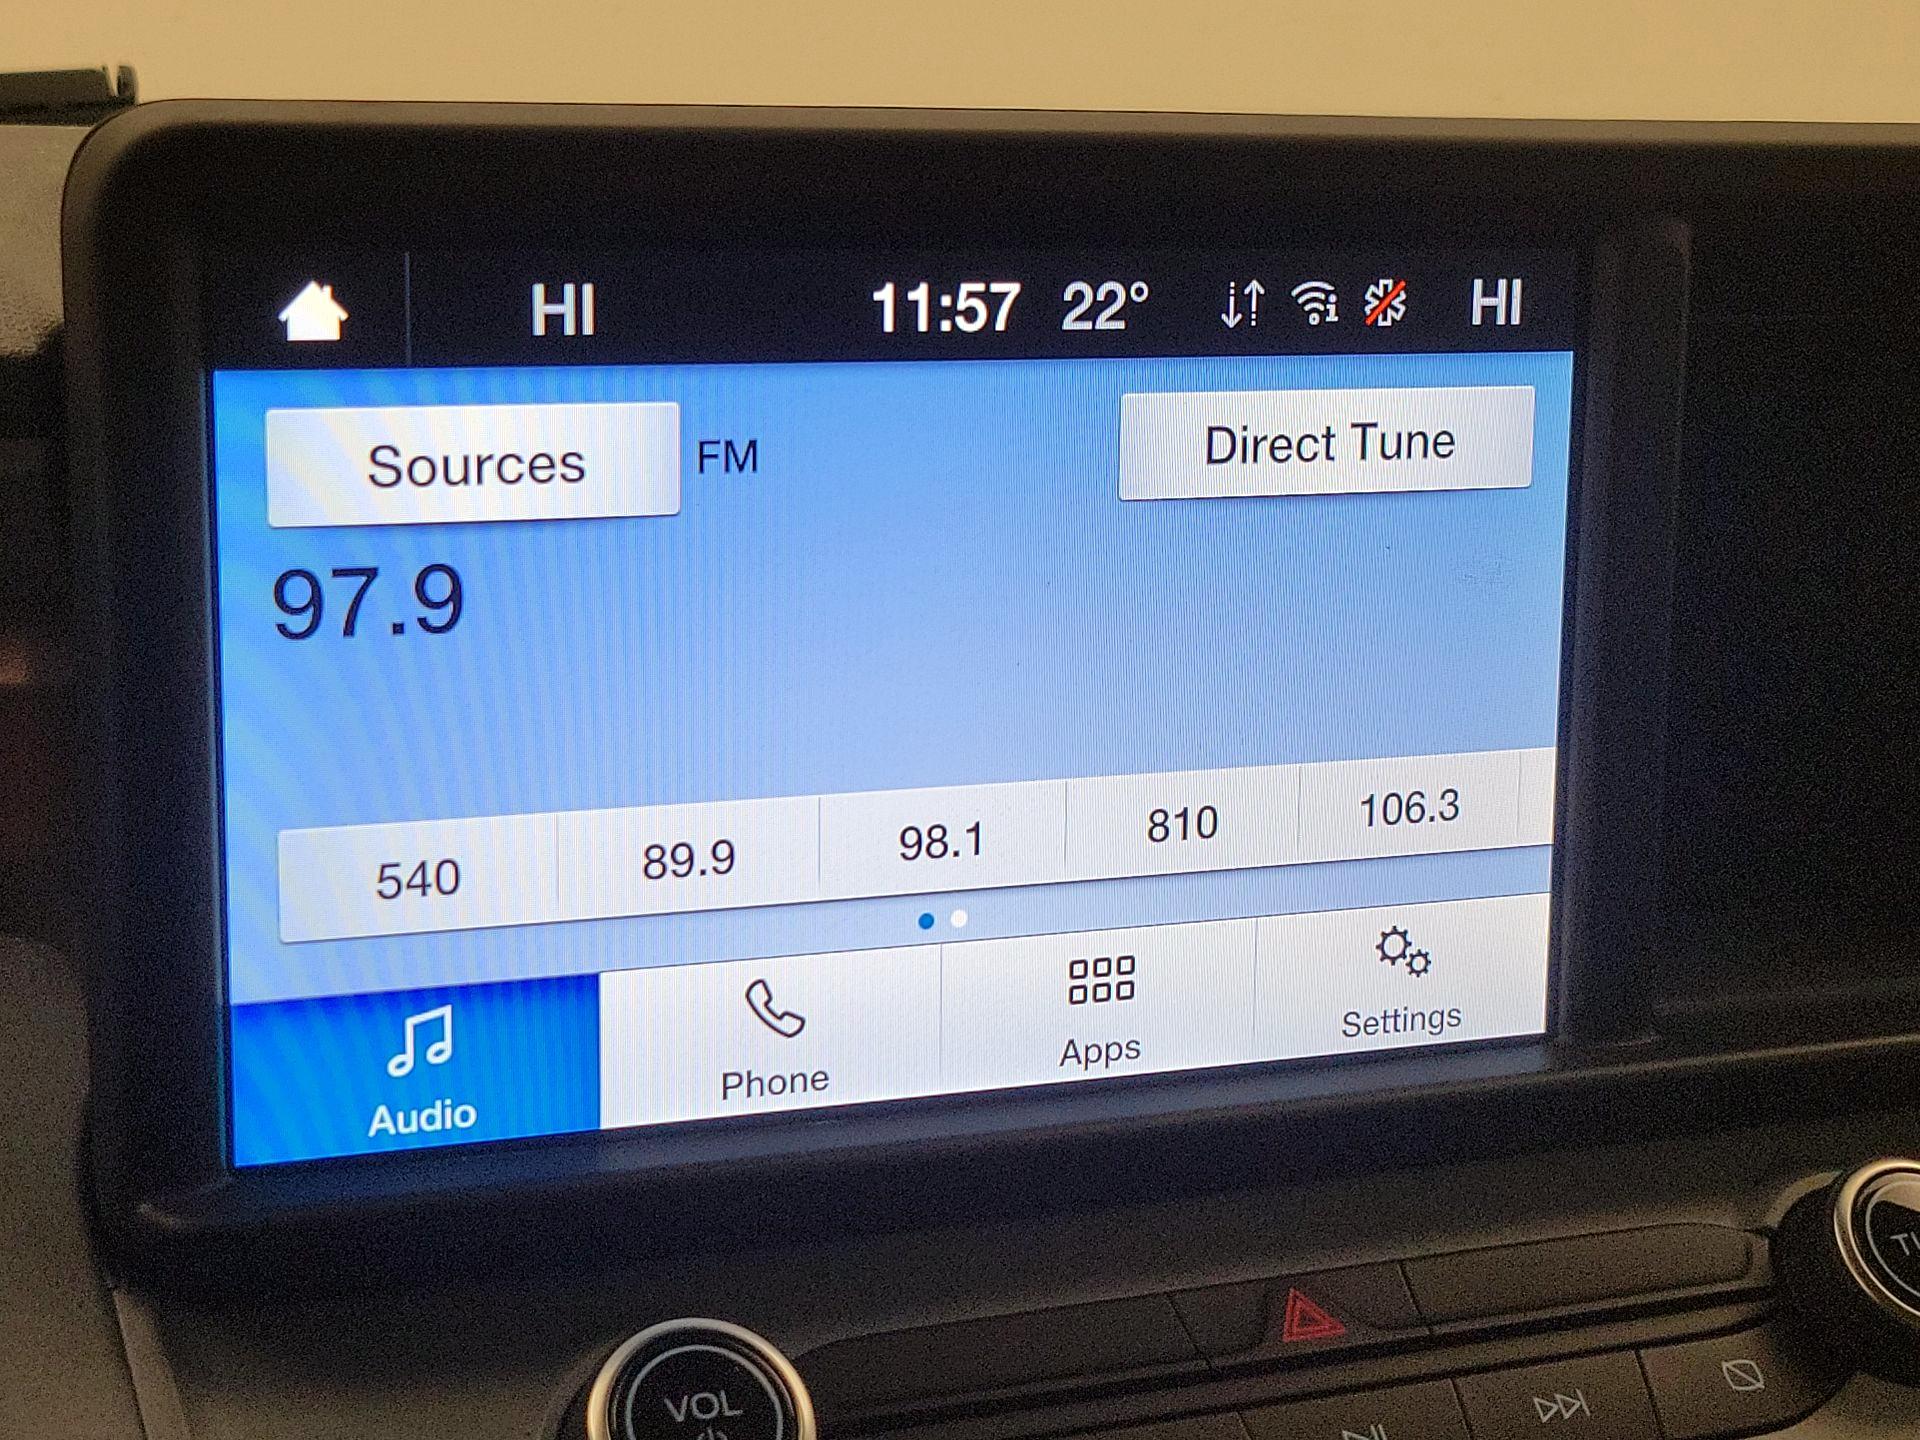 HI 11:57 22° HI
Sources FM Direct Tune
97.9
540 89.9 98.1 810 106.3
Audio Phone Apps Settings
VOL